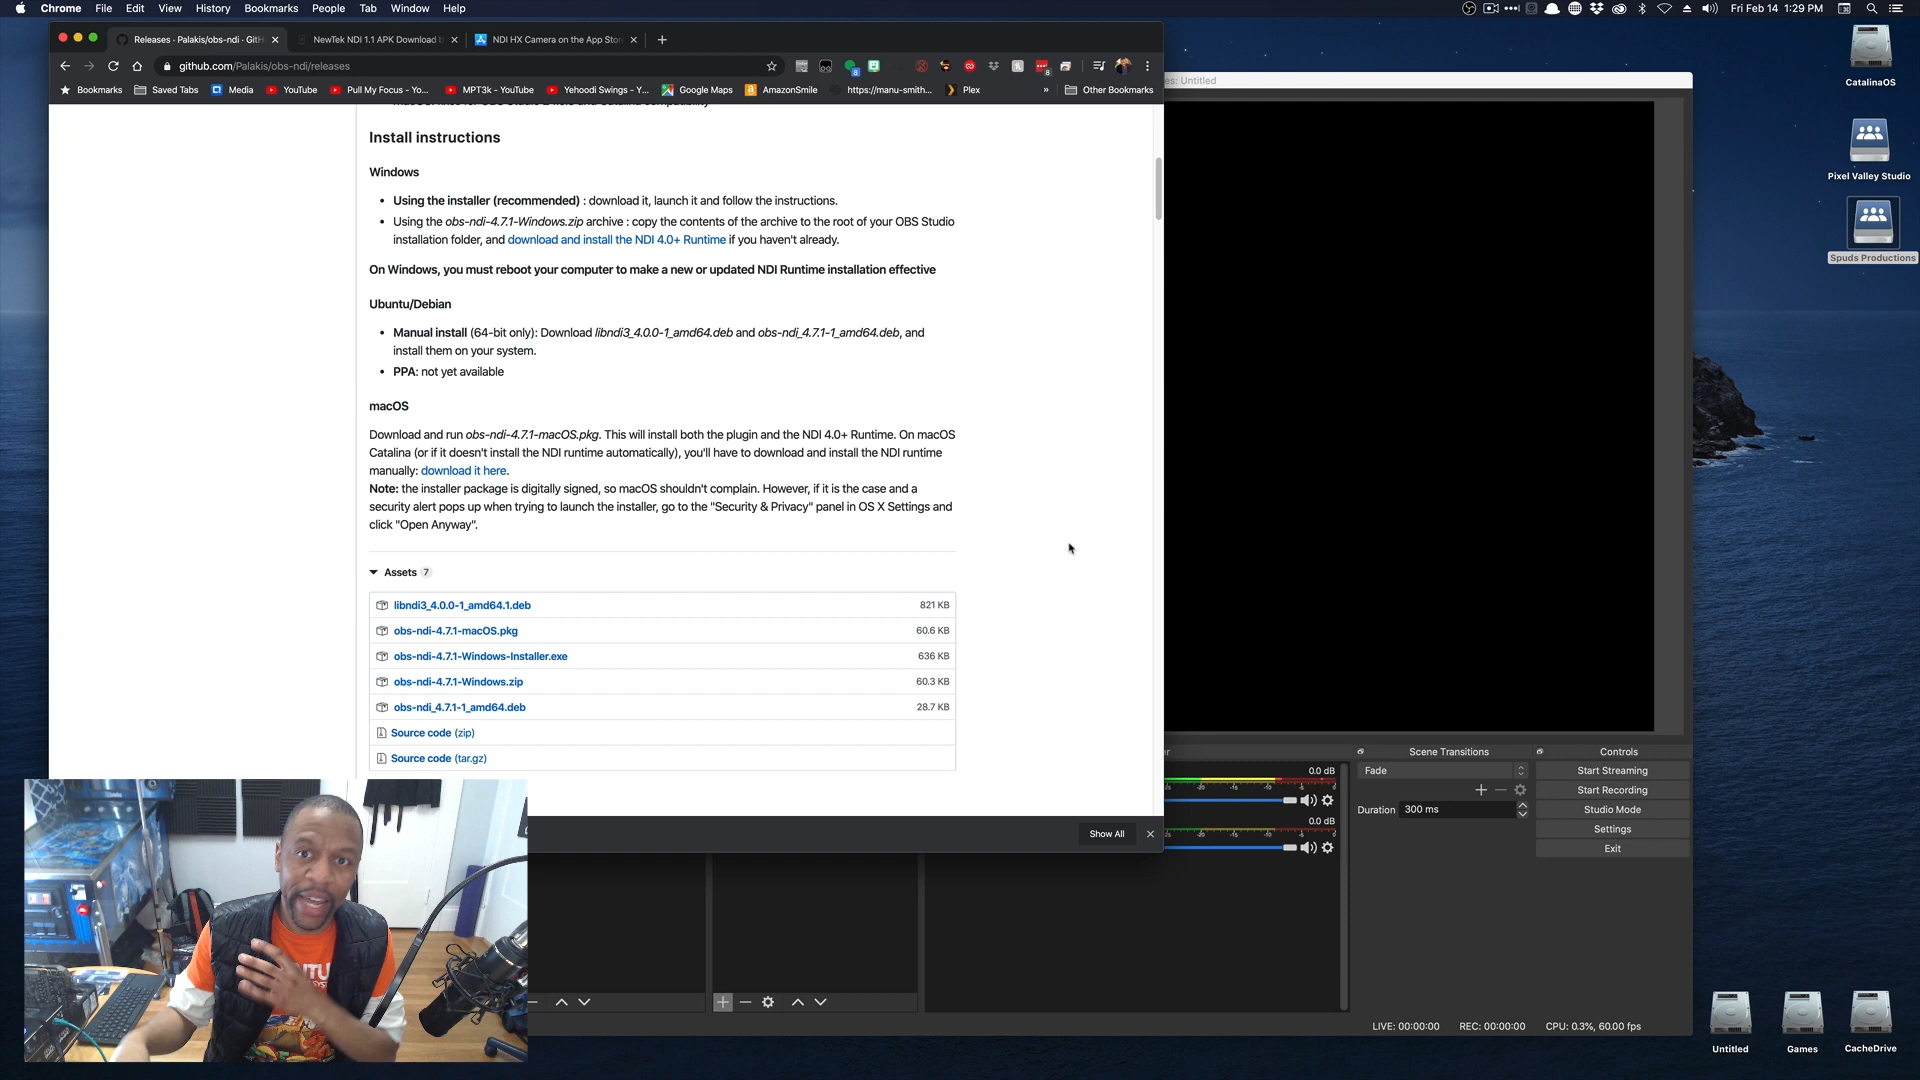 Chrome File Edit View History Bookmarks People Tab Window Help
Fri Feb 14 1:29 PM
Releases · Palakis/obs-ndi · GitH
NewTek NDI 1.1 APK Download b
NDI HX Camera on the App Stor
github.com/Palakis/obs-ndi/releases
Bookmarks Saved Tabs Media YouTube Pull My Focus - Yo... MPT3k - YouTube Yehoodi Swings - Y... Google Maps AmazonSmile https://manu-smith... Plex » Other Bookmarks
Install instructions
Windows
• Using the installer (recommended) : download it, launch it and follow the instructions.
• Using the obs-ndi-4.7.1-Windows.zip archive : copy the contents of the archive to the root of your OBS Studio
installation folder, and download and install the NDI 4.0+ Runtime if you haven't already.
On Windows, you must reboot your computer to make a new or updated NDI Runtime installation effective
Ubuntu/Debian
• Manual install (64-bit only): Download libndi3_4.0.0-1_amd64.deb and obs-ndi_4.7.1-1_amd64.deb, and
install them on your system.
• PPA: not yet available
macOS
Download and run obs-ndi-4.7.1-macOS.pkg. This will install both the plugin and the NDI 4.0+ Runtime. On macOS
Catalina (or if it doesn't install the NDI runtime automatically), you'll have to download and install the NDI runtime
manually: download it here.
Note: the installer package is digitally signed, so macOS shouldn't complain. However, if it is the case and a
security alert pops up when trying to launch the installer, go to the "Security & Privacy" panel in OS X Settings and
click "Open Anyway".
Assets 7
libndi3_4.0.0-1_amd64.1.deb 821 KB
obs-ndi-4.7.1-macOS.pkg 60.6 KB
obs-ndi-4.7.1-Windows-Installer.exe 636 KB
obs-ndi-4.7.1-Windows.zip 60.3 KB
obs-ndi_4.7.1-1_amd64.deb 28.7 KB
Source code (zip)
Source code (tar.gz)
Show All
es: Untitled
er
0.0 dB
0.0 dB
Scene Transitions
Fade
Duration 300 ms
Controls
Start Streaming
Start Recording
Studio Mode
Settings
Exit
LIVE: 00:00:00 REC: 00:00:00 CPU: 0.3%, 60.00 fps
CatalinaOS
Pixel Valley Studio
Spuds Productions
Untitled
Games
CacheDrive